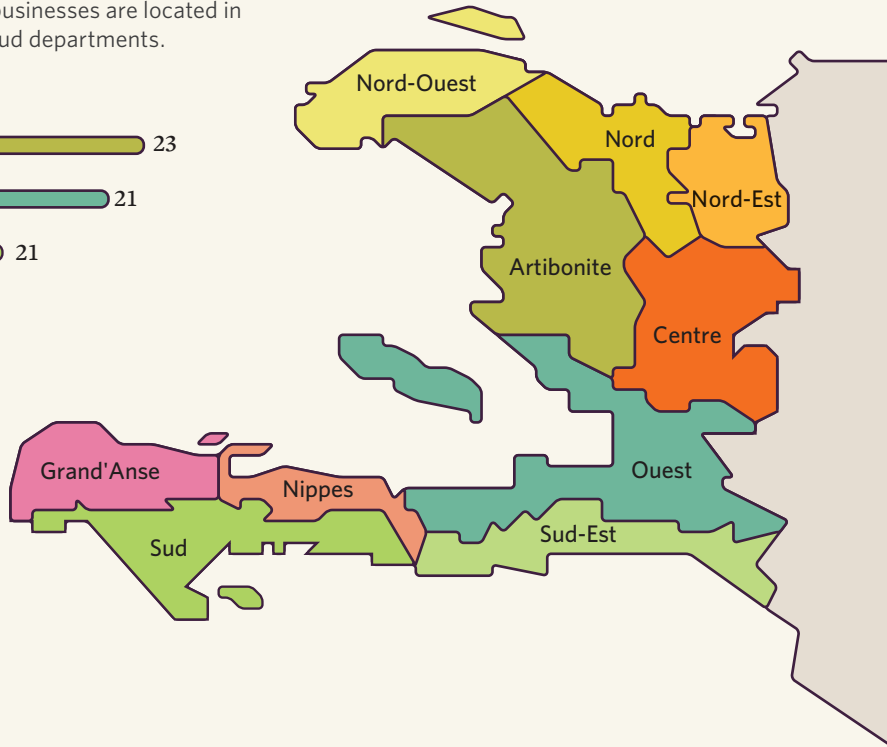 businesses are located in
ud departments.
23
21
21
Nord-Ouest
Nord
Nord-Est
Artibonite
Centre
Grand'Anse
Nippes
Ouest
Sud-Est
Sud